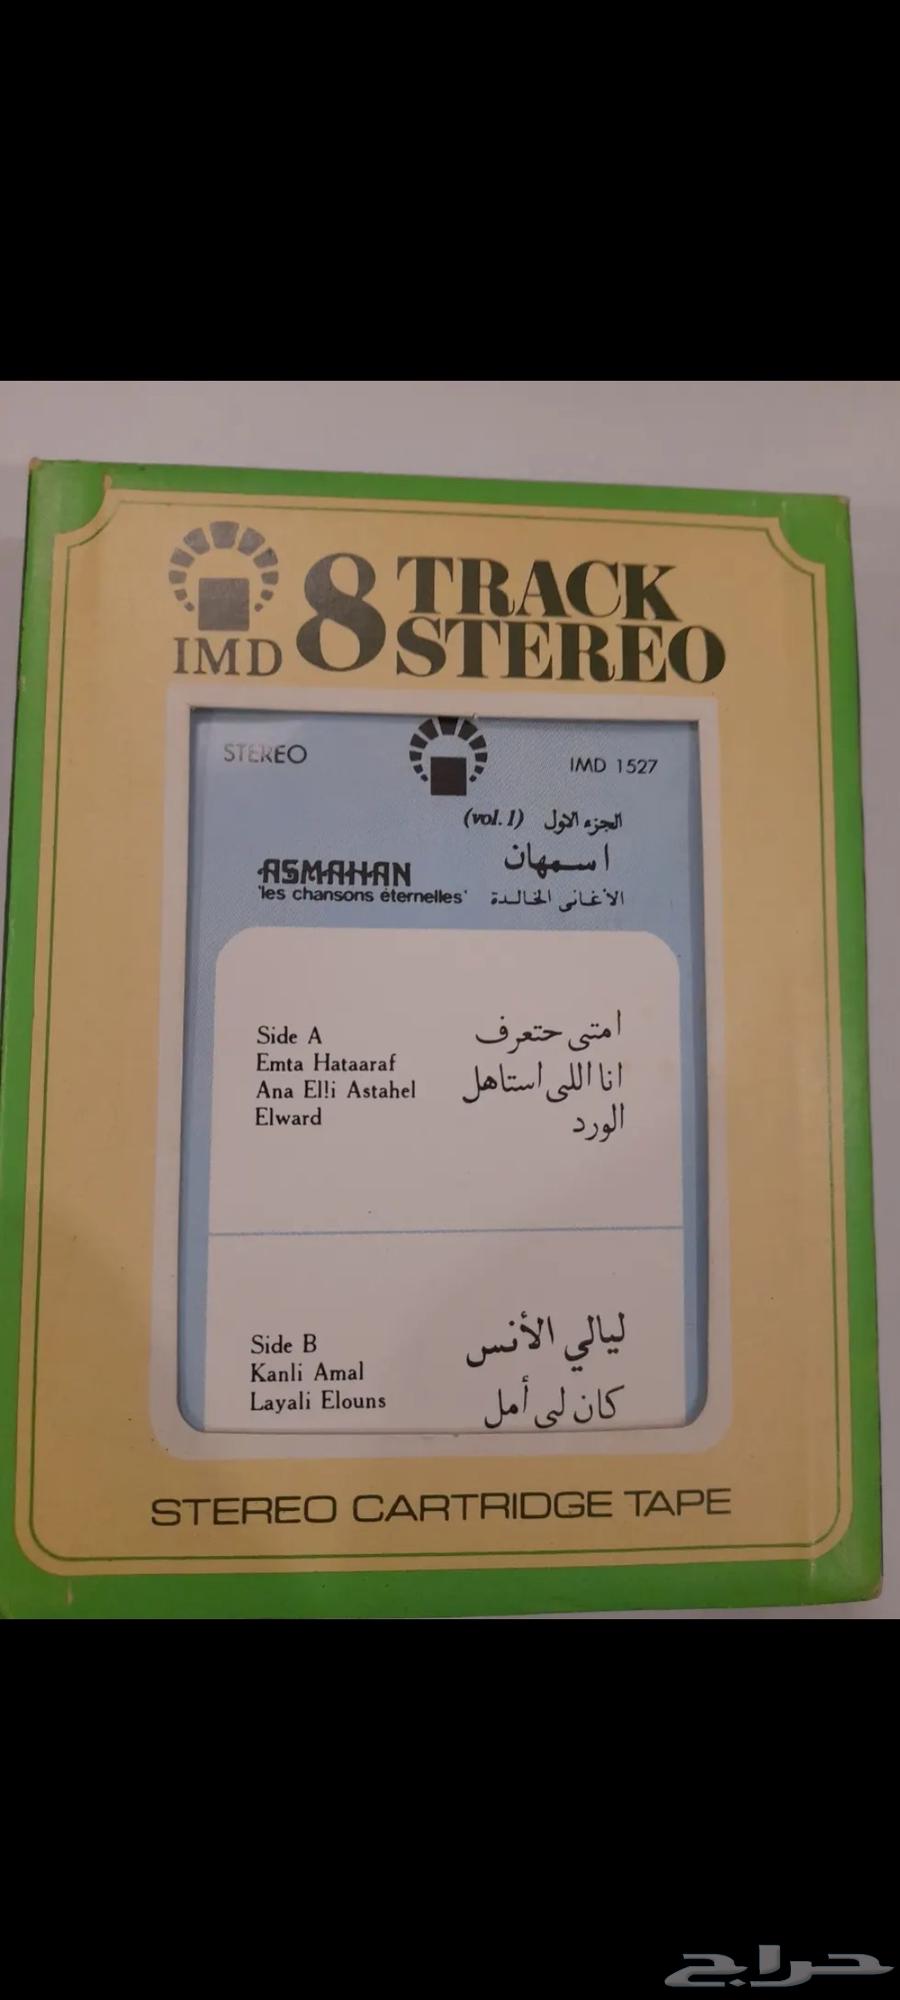 IMD 8 TRACK
STEREO
STEREO
IMD 1527
الجزء الاول (vol. 1)
اسمهان
ASMAHAN
الأغاني الخالدة
'les chansons éternelles'
Side A
امتى حتعرف
Emta Hataaraf
انا اللى استاهل
Ana Elli Astahel
الورد
Elward
Side B
ليالي الأنس
Kanli Amal
كان لى أمل
Layali Elouns
STEREO CARTRIDGE TAPE
حراج